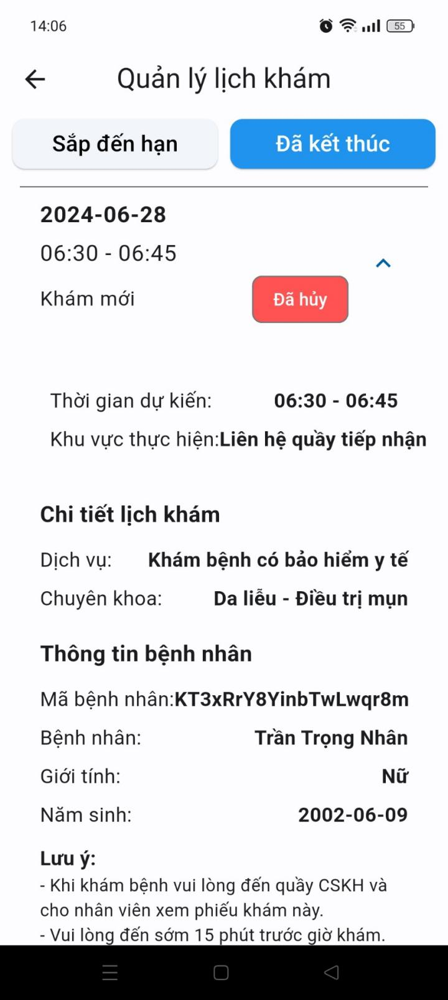 14:06
55
Quản lý lịch khám
Sắp đến hạn
Đã kết thúc
2024-06-28
06:30 - 06:45
Khám mới
Đã hủy
Thời gian dự kiến: 06:30 - 06:45
Khu vực thực hiện:Liên hệ quầy tiếp nhận
Chi tiết lịch khám
Dịch vụ: Khám bệnh có bảo hiểm y tế
Chuyên khoa: Da liễu - Điều trị mụn
Thông tin bệnh nhân
Mã bệnh nhân:KT3xRrY8YinbTwLwqr8m
Bệnh nhân: Trần Trọng Nhân
Giới tính: Nữ
Năm sinh: 2002-06-09
Lưu ý:
- Khi khám bệnh vui lòng đến quầy CSKH và
cho nhân viên xem phiếu khám này.
- Vui lòng đến sớm 15 phút trước giờ khám.